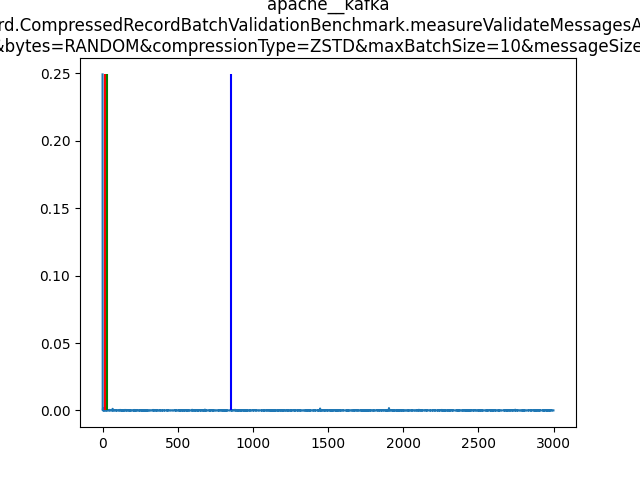 apache__kafka
rd.CompressedRecordBatchValidationBenchmark.measureValidateMessagesA
&bytes=RANDOM&compressionType=ZSTD&maxBatchSize=10&messageSize
0.25
0.20
0.15
0.10
0.05
0.00
0 500 1000 1500 2000 2500 3000